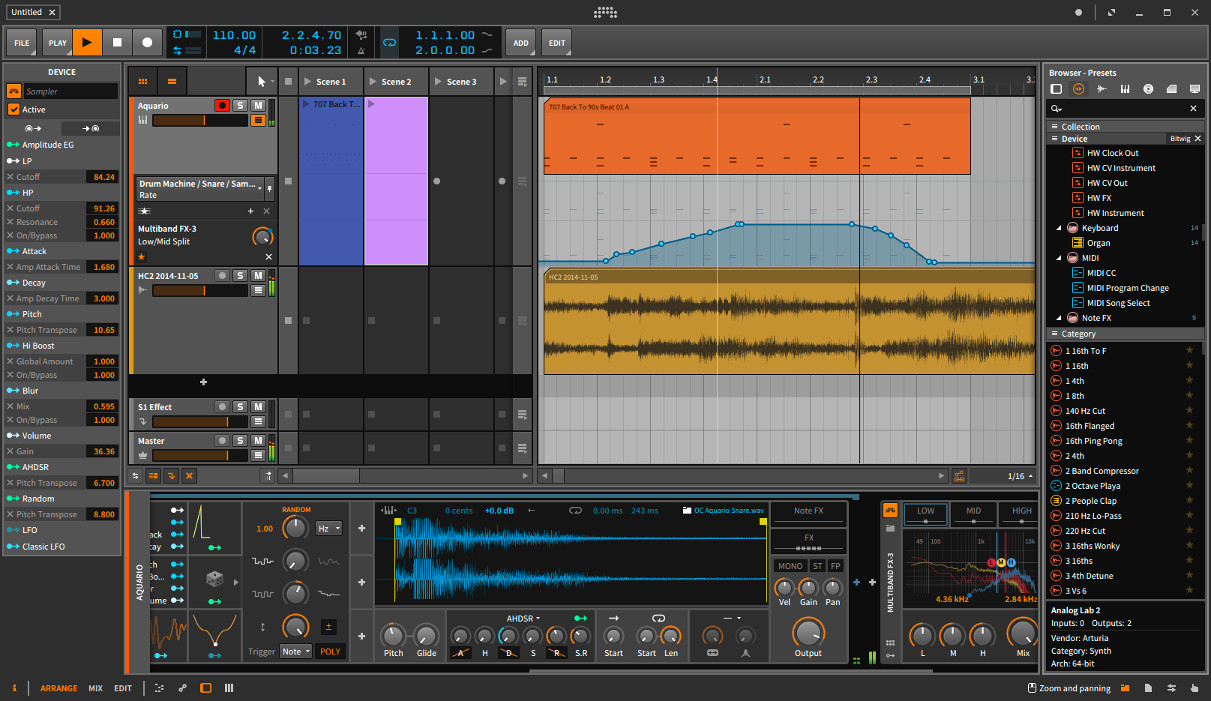 Untitled
FILE
PLAY
110.00
4/4
2.2.4.70
0:03.23
1.1.1.00
2.0.0.00
ADD
EDIT
DEVICE
Sampler
Active
Amplitude EG
LP
Cutoff 84.24
HP
Cutoff 91.26
Resonance 0.660
On/Bypass 1.000
Attack
Amp Attack Time 1.680
Decay
Amp Decay Time 3.000
Pitch
Pitch Transpose 10.65
Hi Boost
Global Amount 1.000
On/Bypass 1.000
Blur
Mix 0.595
On/Bypass 1.000
Volume
Gain 36.36
AHDSR
Pitch Transpose 6.700
Random
Pitch Transpose 8.800
LFO
Classic LFO
Scene 1
Scene 2
Scene 3
Aquario
S M
707 Back T...
Drum Machine / Snare / Sam...
Rate
Multiband FX-3
Low/Mid Split
HC2 2014-11-05
S M
S1 Effect
S M
Master
S M
1.1 1.2 1.3 1.4 2.1 2.2 2.3 2.4 3.1 3.
707 Back To 90s Beat 01 A
HC2 2014-11-05
1/16
Browser - Presets
Collection
Device Bitwig
HW Clock Out
HW CV Instrument
HW CV Out
HW FX
HW Instrument
Keyboard 14
Organ 14
MIDI
MIDI CC
MIDI Program Change
MIDI Song Select
Note FX 9
Category
1 16th To F
1 16th
1 4th
1 8th
140 Hz Cut
16th Flanged
16th Ping Pong
2 4th
2 Band Compressor
2 Octave Playa
2 People Clap
210 Hz Lo-Pass
220 Hz Cut
3 16ths Wonky
3 16ths
3 4th Detune
3 Vs 6
Analog Lab 2
Inputs: 0 Outputs: 2
Vendor: Arturia
Category: Synth
Arch: 64-bit
AQUARIO
ack
cay
ch
Bo...
r
ume
RANDOM
1.00
Hz
Trigger
Note
±
POLY
C3
0 cents
+0.0 dB
0.00 ms
243 ms
OC Aquario Snare.wav
Pitch
Glide
AHDSR
A H D S R S.R
Start
Start
Len
Note FX
FX
MONO ST FP
Vel Gain Pan
Output
MULTIBAND FX-3
LOW MID HIGH
49 100 1k 18k
L M H
4.36 kHz
2.84 kHz
L M H Mix
i
ARRANGE MIX EDIT
Zoom and panning